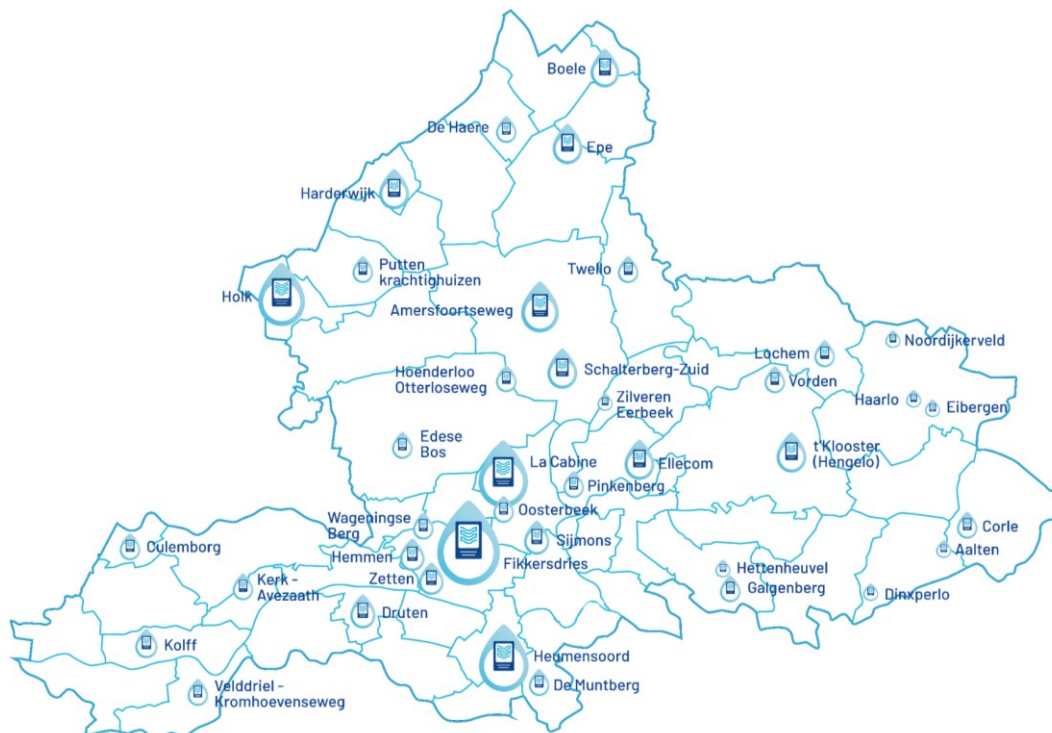 Boele
De Haere
Epe
Harderwijk
Putten
krachtighuizen
Twello
Holk
Amersfoortseweg
Noordijkerveld
Lochem
Hoenderloo
Otterloseweg
Schalterberg-Zuid
Vorden
Zilveren
Eerbeek
Haarlo
Eibergen
Edese
Bos
t'Klooster
(Hengelo)
La Cabine
Ellecom
Pinkenberg
Oosterbeek
Wageningse
Berg
Corle
Sijmons
Culemborg
Aalten
Hemmen
Fikkersdries
Hettenheuvel
Zetten
Kerk -
Avezaath
Galgenberg
Dinxperlo
Druten
Kolff
Heumensoord
De Muntberg
Velddriel -
Kromhoevenseweg